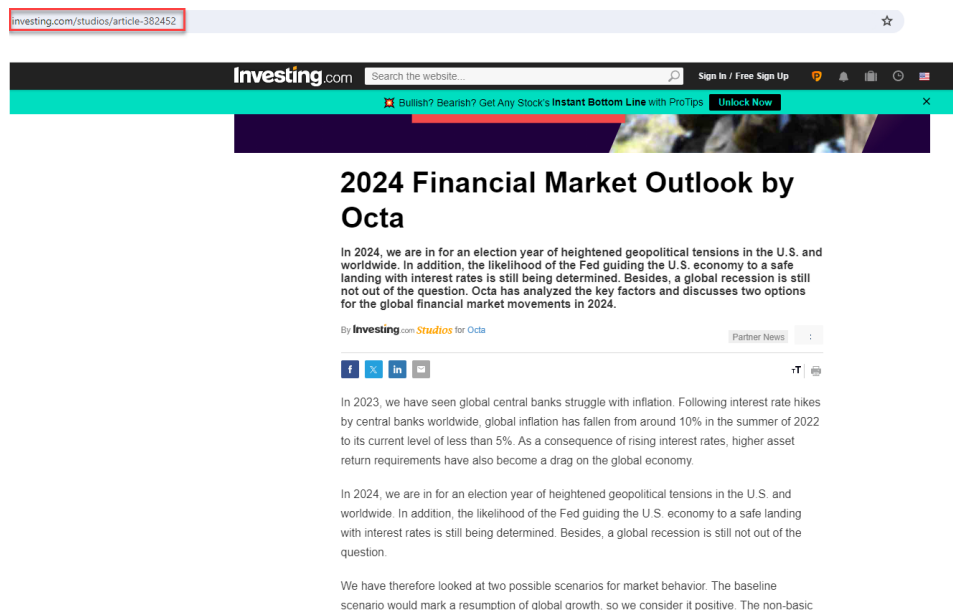 investing.com/studios/article-382452
Investing.com Search the website... Sign In / Free Sign Up
Bullish? Bearish? Get Any Stock's Instant Bottom Line with ProTips Unlock Now
2024 Financial Market Outlook by
Octa
In 2024, we are in for an election year of heightened geopolitical tensions in the U.S. and
worldwide. In addition, the likelihood of the Fed guiding the U.S. economy to a safe
landing with interest rates is still being determined. Besides, a global recession is still
not out of the question. Octa has analyzed the key factors and discusses two options
for the global financial market movements in 2024.
By Investing.com Studios for Octa
Partner News :
In 2023, we have seen global central banks struggle with inflation. Following interest rate hikes
by central banks worldwide, global inflation has fallen from around 10% in the summer of 2022
to its current level of less than 5%. As a consequence of rising interest rates, higher asset
return requirements have also become a drag on the global economy.
In 2024, we are in for an election year of heightened geopolitical tensions in the U.S. and
worldwide. In addition, the likelihood of the Fed guiding the U.S. economy to a safe landing
with interest rates is still being determined. Besides, a global recession is still not out of the
question.
We have therefore looked at two possible scenarios for market behavior. The baseline
scenario would mark a resumption of global growth, so we consider it positive. The non-basic